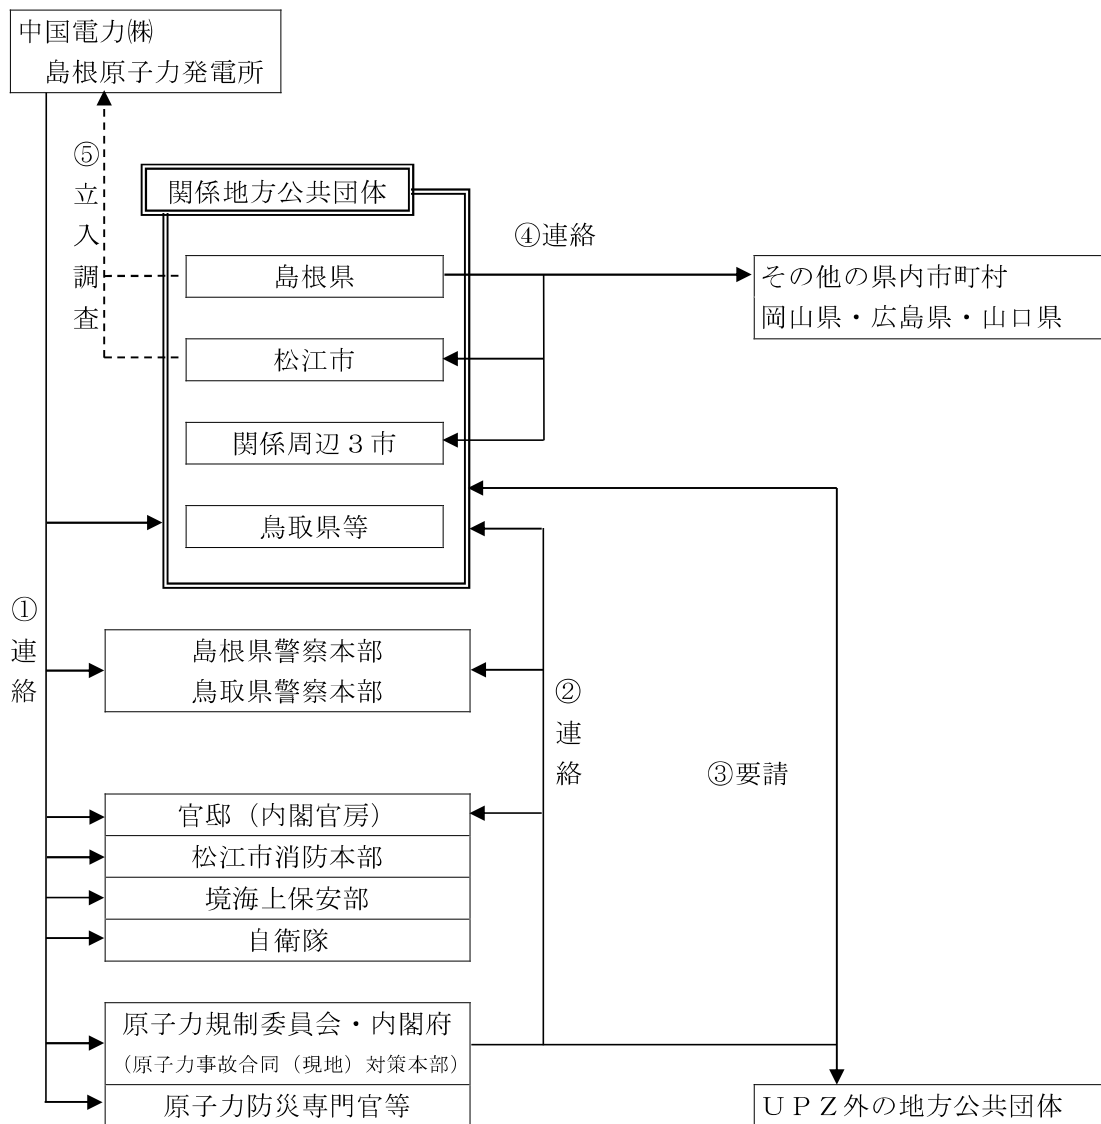 中国電力㈱
島根原子力発電所
⑤立入調査
関係地方公共団体
④連絡
島根県
その他の県内市町村
岡山県・広島県・山口県
松江市
関係周辺３市
鳥取県等
①連絡
島根県警察本部
鳥取県警察本部
②連絡
③要請
官邸（内閣官房）
松江市消防本部
境海上保安部
自衛隊
原子力規制委員会・内閣府
（原子力事故合同（現地）対策本部）
原子力防災専門官等
ＵＰＺ外の地方公共団体